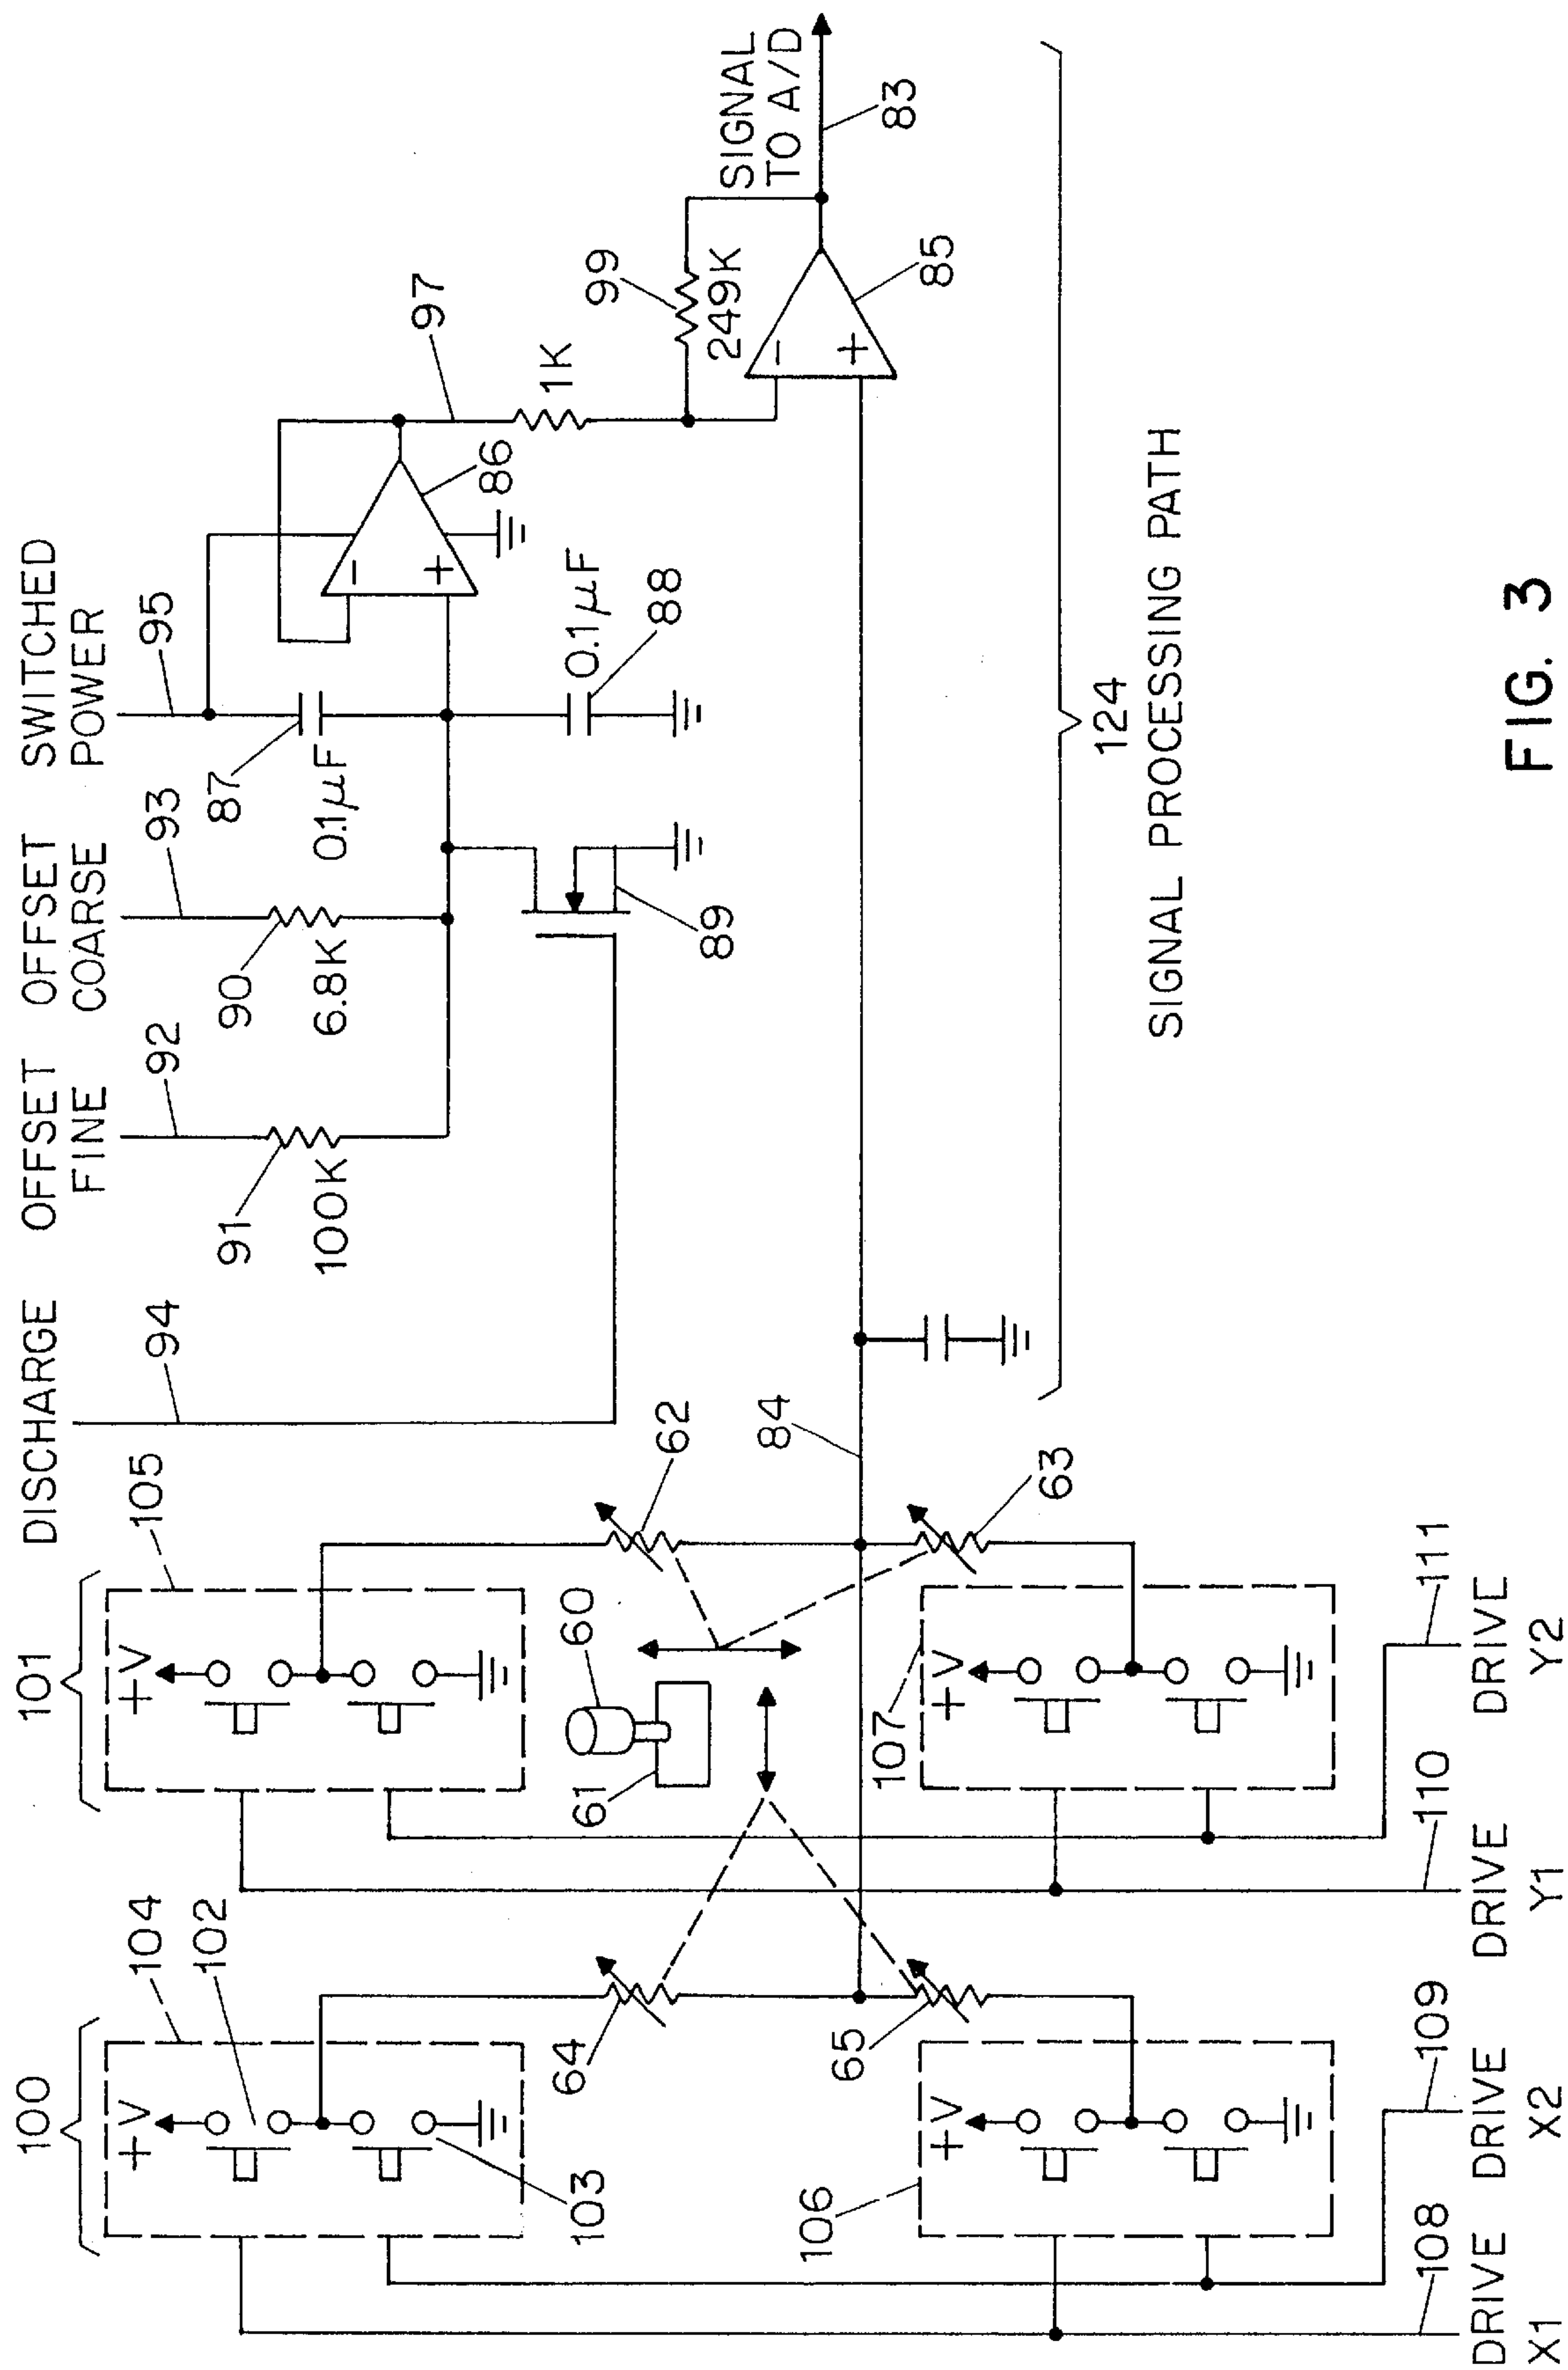 DISCHARGE
OFFSET
FINE
OFFSET
COARSE
SWITCHED
POWER
94
92
93
95
91
100K
90
6.8K
87
0.1μF
−
+
86
97
0.1μF
88
89
1K
99
249K
−
+
85
SIGNAL
TO A/D
83
100
104
102
+V
103
101
105
+V
64
60
61
62
84
65
63
106
+V
107
+V
108
109
110
111
DRIVE
X1
DRIVE
X2
DRIVE
Y1
DRIVE
Y2
124
SIGNAL PROCESSING PATH
FIG. 3